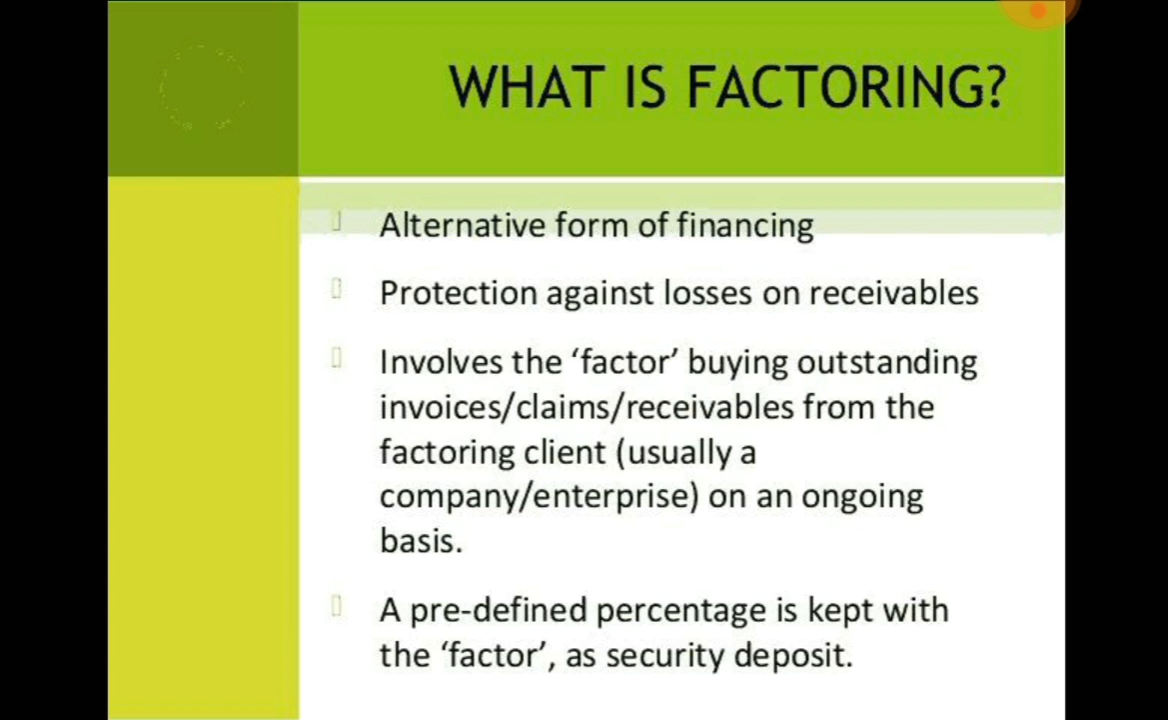 WHAT IS FACTORING?
Alternative form of financing
Protection against losses on receivables
Involves the ‘factor’ buying outstanding
invoices/claims/receivables from the
factoring client (usually a
company/enterprise) on an ongoing
basis.
A pre-defined percentage is kept with
the ‘factor’, as security deposit.